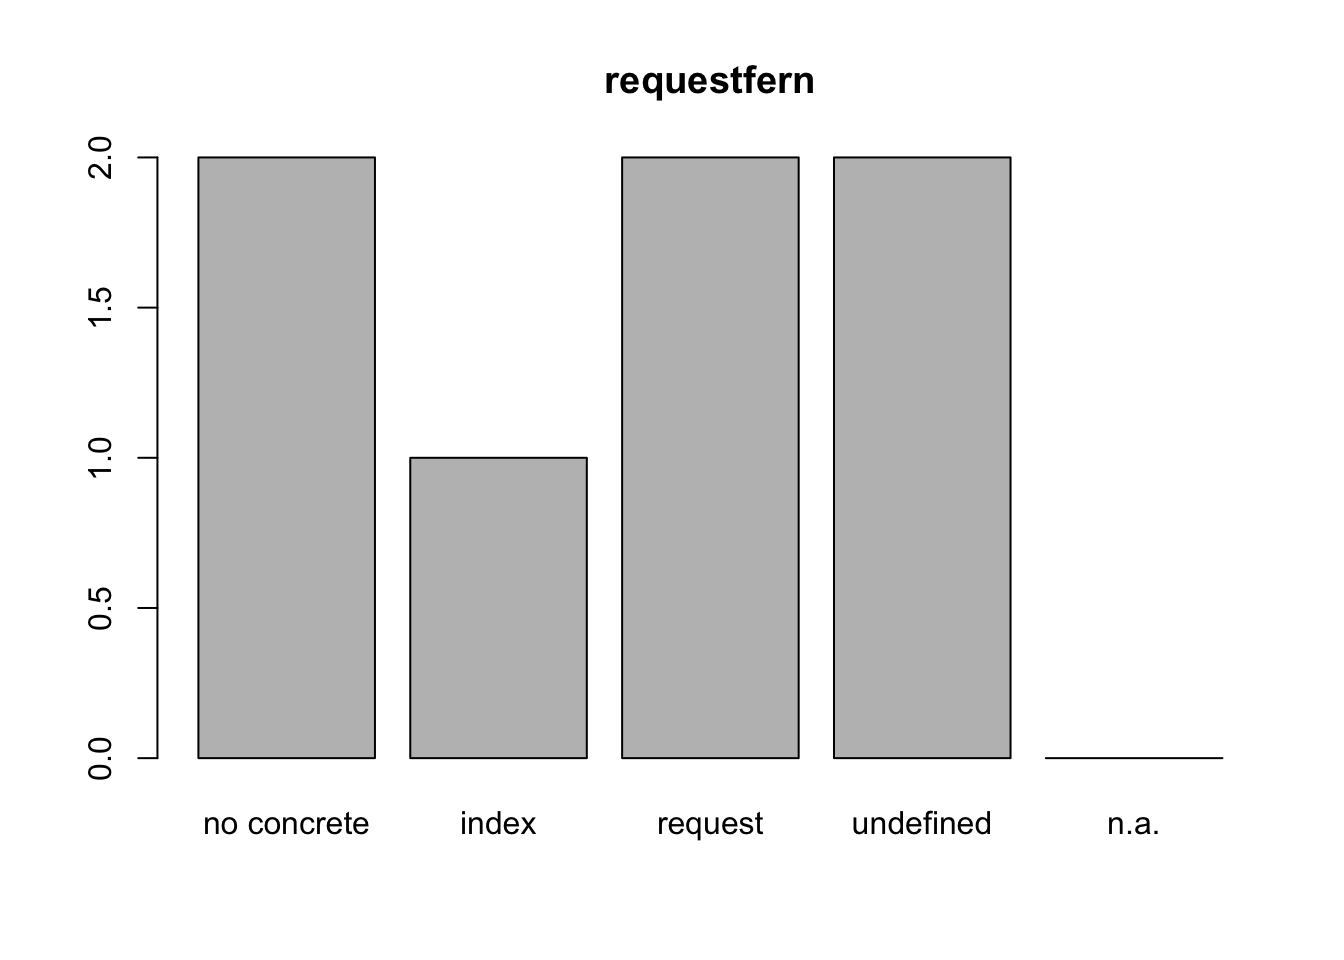 requestfern
2.0
1.5
1.0
0.5
0.0
no concrete index request undefined n.a.